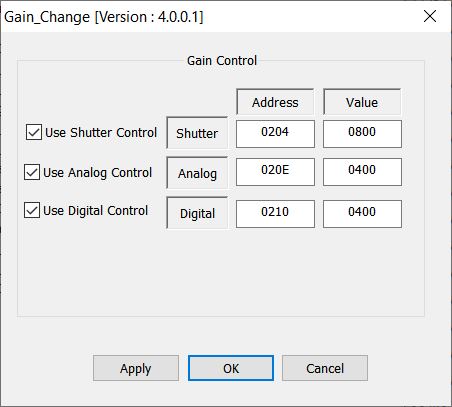 Gain_Change [Version : 4.0.0.1]
Gain Control
Address Value
Use Shutter Control Shutter 0204 0800
Use Analog Control Analog 020E 0400
Use Digital Control Digital 0210 0400
Apply OK Cancel